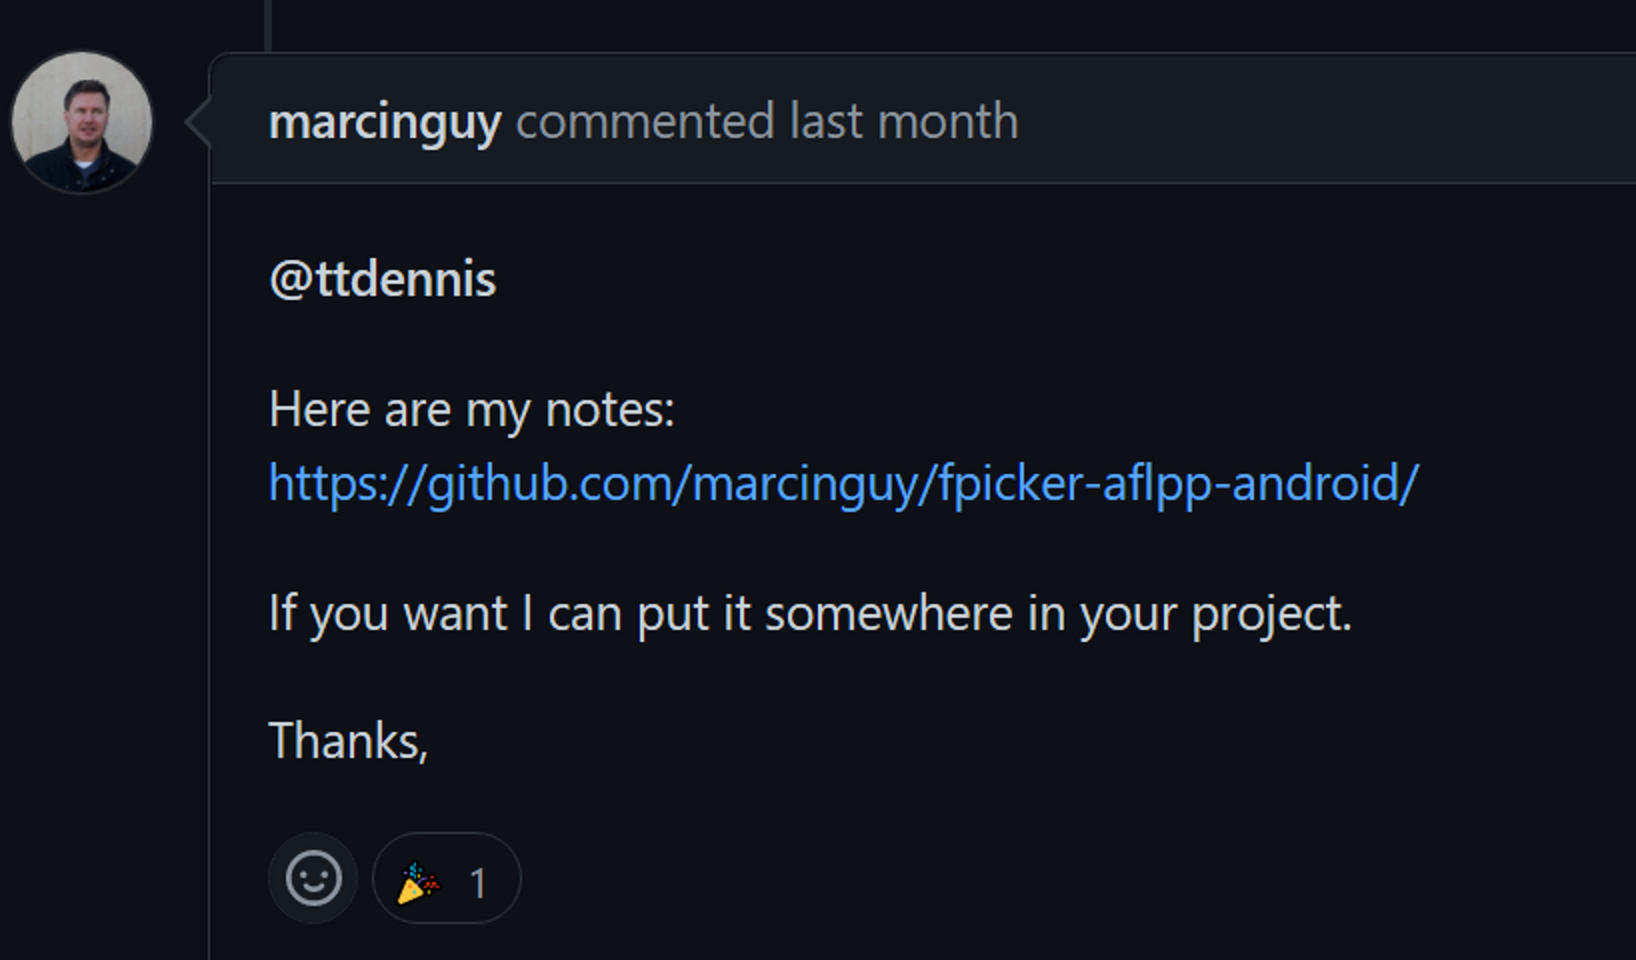 marcinguy commented last month
@ttdennis
Here are my notes:
https://github.com/marcinguy/fpicker-aflpp-android/
If you want I can put it somewhere in your project.
Thanks,
1